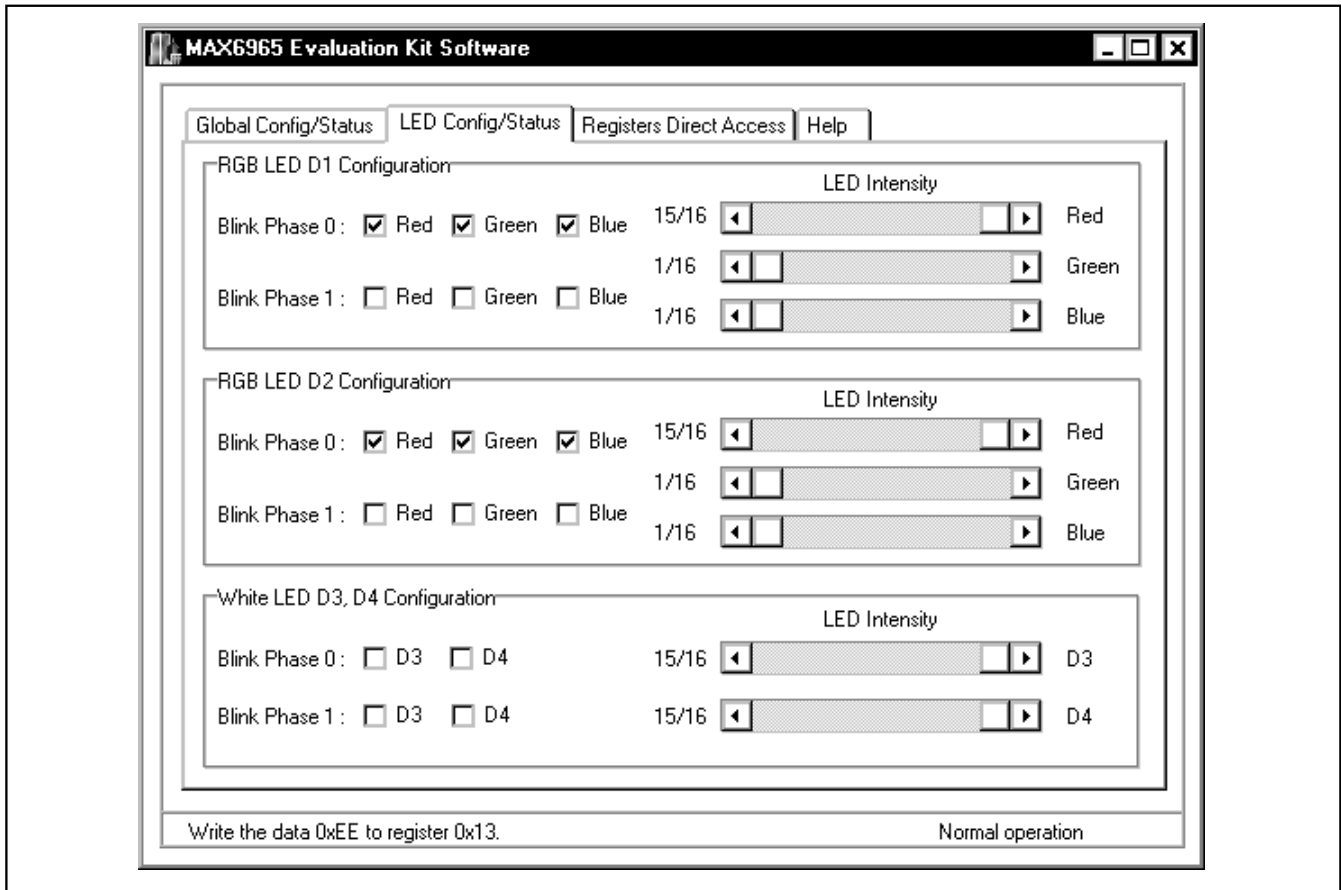 MAX6965 Evaluation Kit Software
Global Config/Status LED Config/Status Registers Direct Access Help
RGB LED D1 Configuration
LED Intensity
Blink Phase 0 : Red Green Blue 15/16 Red
1/16 Green
Blink Phase 1 : Red Green Blue
1/16 Blue
RGB LED D2 Configuration
LED Intensity
Blink Phase 0 : Red Green Blue 15/16 Red
1/16 Green
Blink Phase 1 : Red Green Blue
1/16 Blue
White LED D3, D4 Configuration
LED Intensity
Blink Phase 0 : D3 D4 15/16 D3
Blink Phase 1 : D3 D4 15/16 D4
Write the data 0xEE to register 0x13. Normal operation